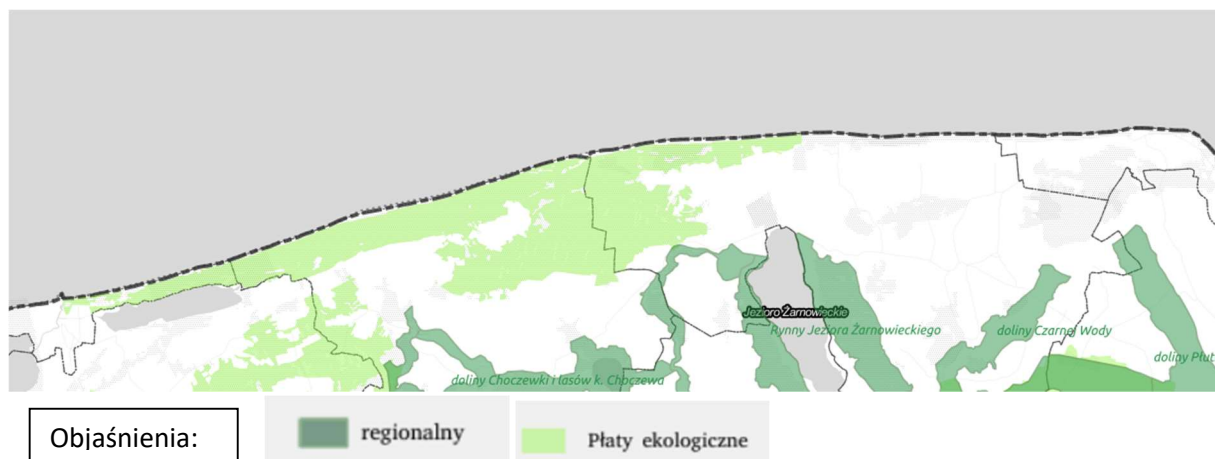 Jezioro Żarnowieckie
Rynny Jeziora Żarnowieckiego
doliny Czarnej Wody
doliny Płut
doliny Choczewki i lasów k. Choczewa
Objaśnienia:
regionalny
Płaty ekologiczne